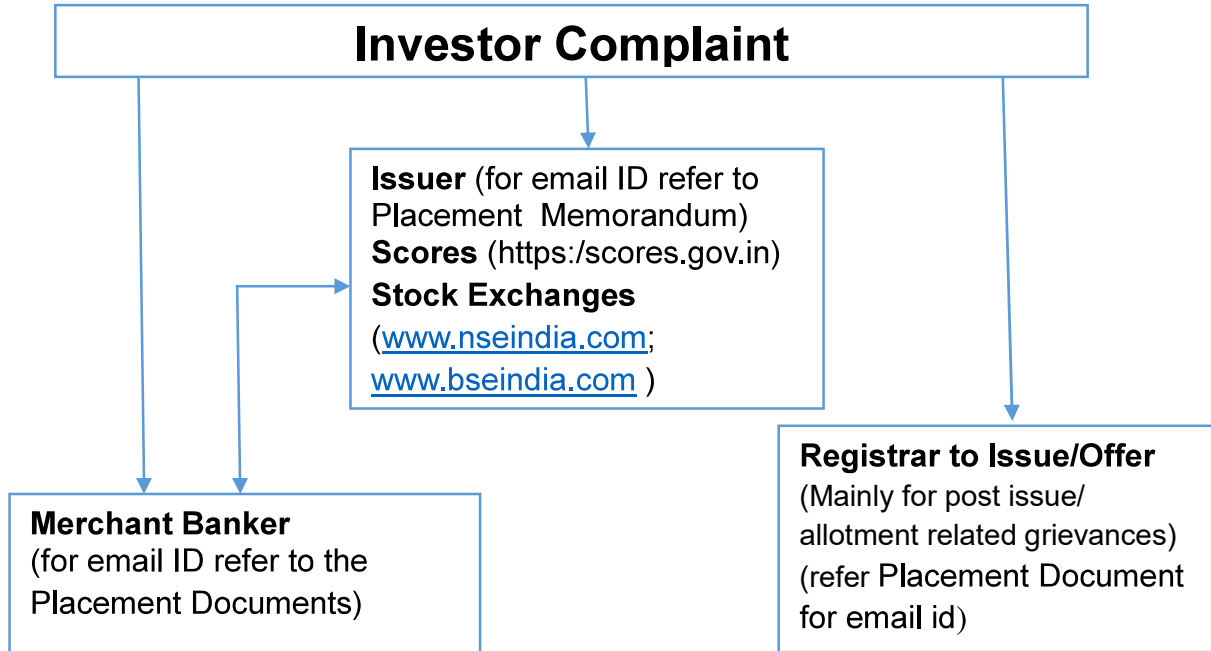 Investor Complaint
Issuer (for email ID refer to
Placement Memorandum)
Scores (https:/scores.gov.in)
Stock Exchanges
(www.nseindia.com;
www.bseindia.com )
Registrar to Issue/Offer
(Mainly for post issue/
allotment related grievances)
(refer Placement Document
for email id)
Merchant Banker
(for email ID refer to the
Placement Documents)